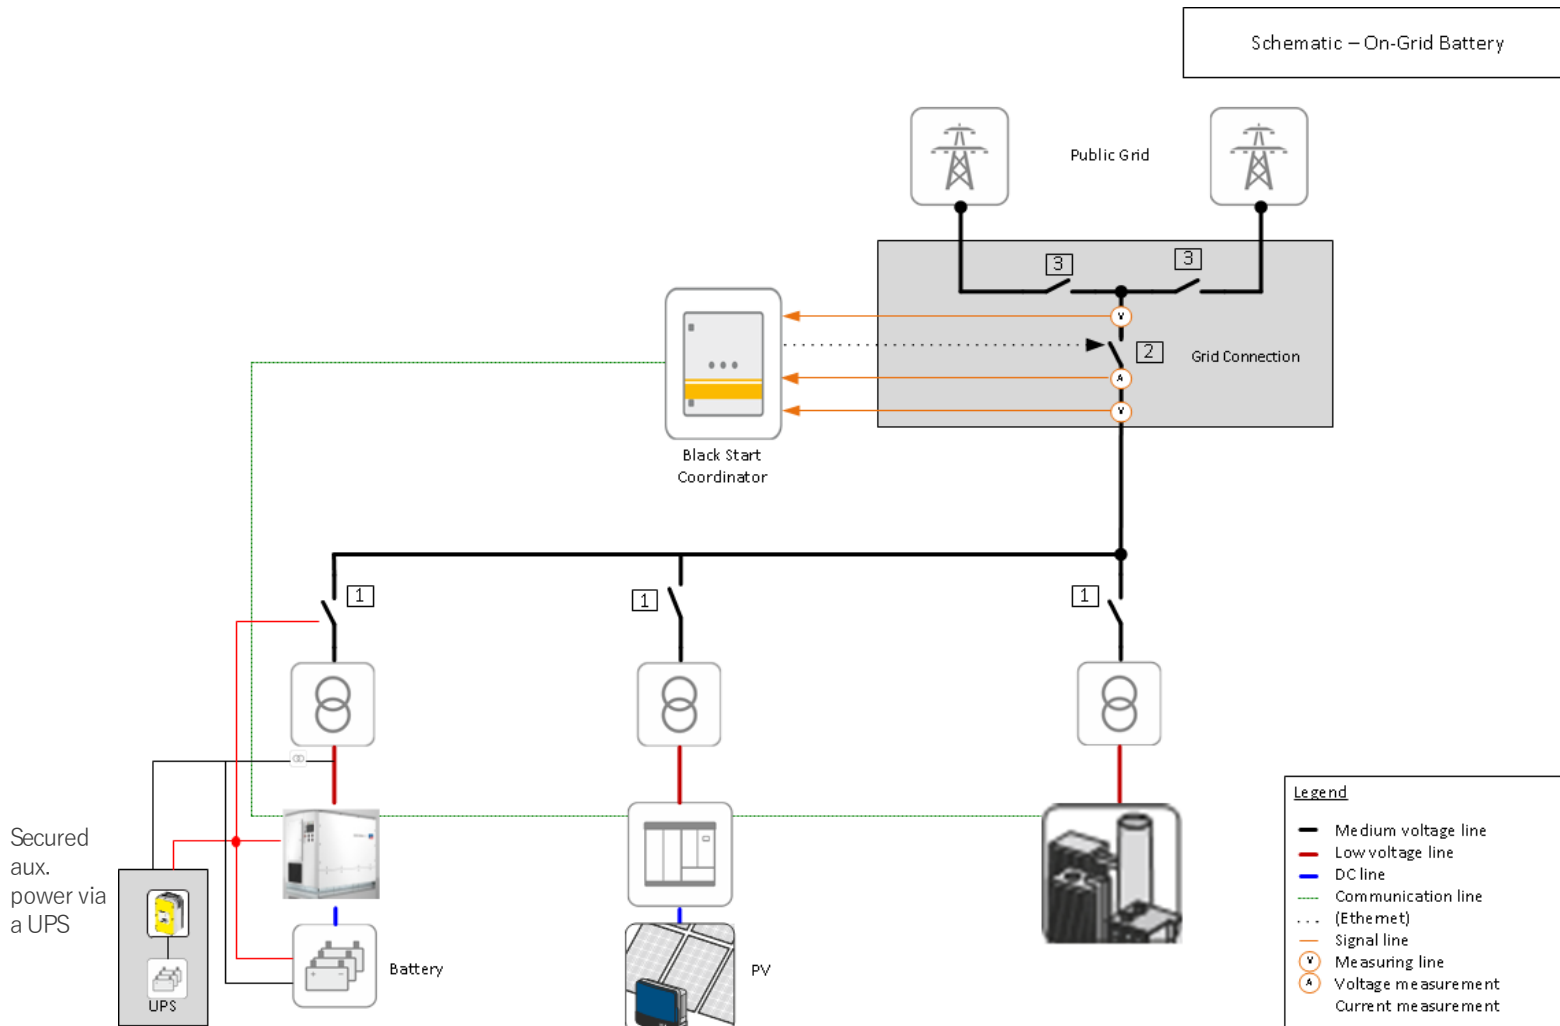 Schematic – On-Grid Battery
Public Grid
3
3
V
2
Grid Connection
A
V
Black Start
Coordinator
1
1
1
Secured
aux.
power via
a UPS
UPS
Battery
PV
Legend
Medium voltage line
Low voltage line
DC line
Communication line
(Ethernet)
Signal line
V Measuring line
A Voltage measurement
Current measurement